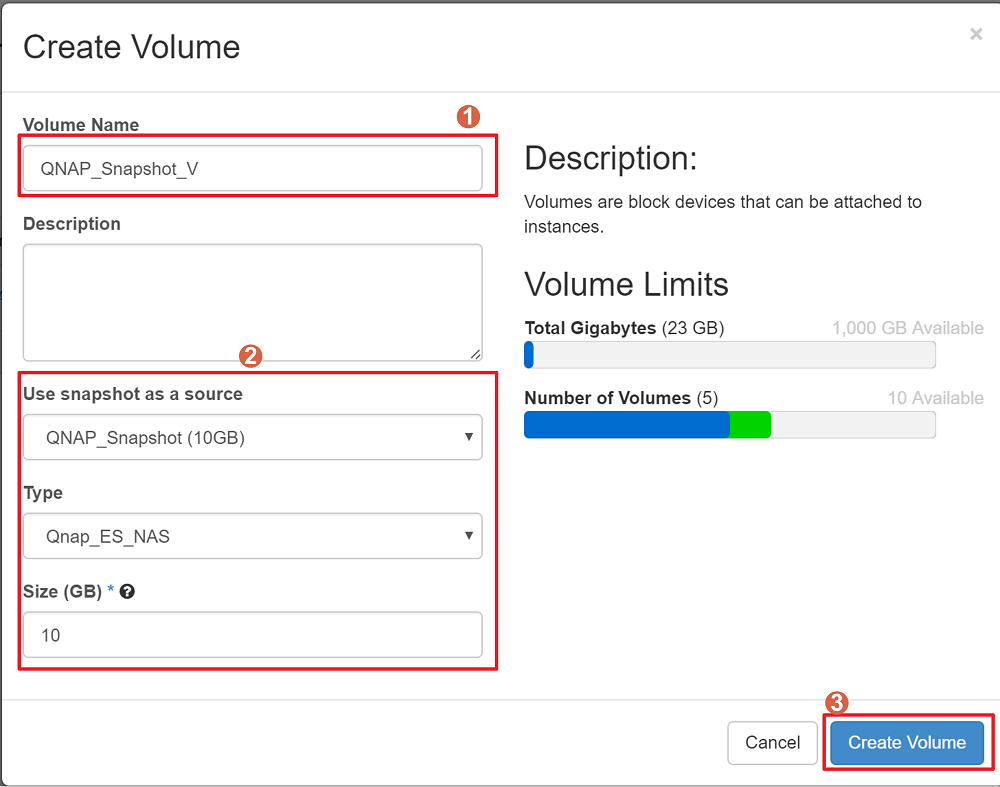 Create Volume
×
Volume Name
1
QNAP_Snapshot_V
Description
2
Use snapshot as a source
QNAP_Snapshot (10GB)
Type
Qnap_ES_NAS
Size (GB) * ?
10
Description:
Volumes are block devices that can be attached to
instances.
Volume Limits
Total Gigabytes (23 GB) 1,000 GB Available
Number of Volumes (5) 10 Available
3
Cancel
Create Volume